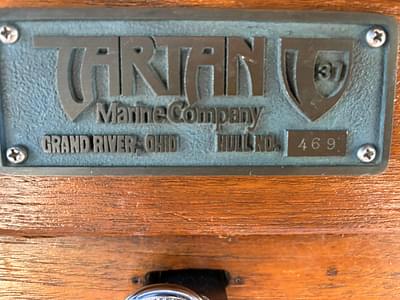 TARTAN T 37
Marine Company
GRAND RIVER, OHIO HULL NO. 469